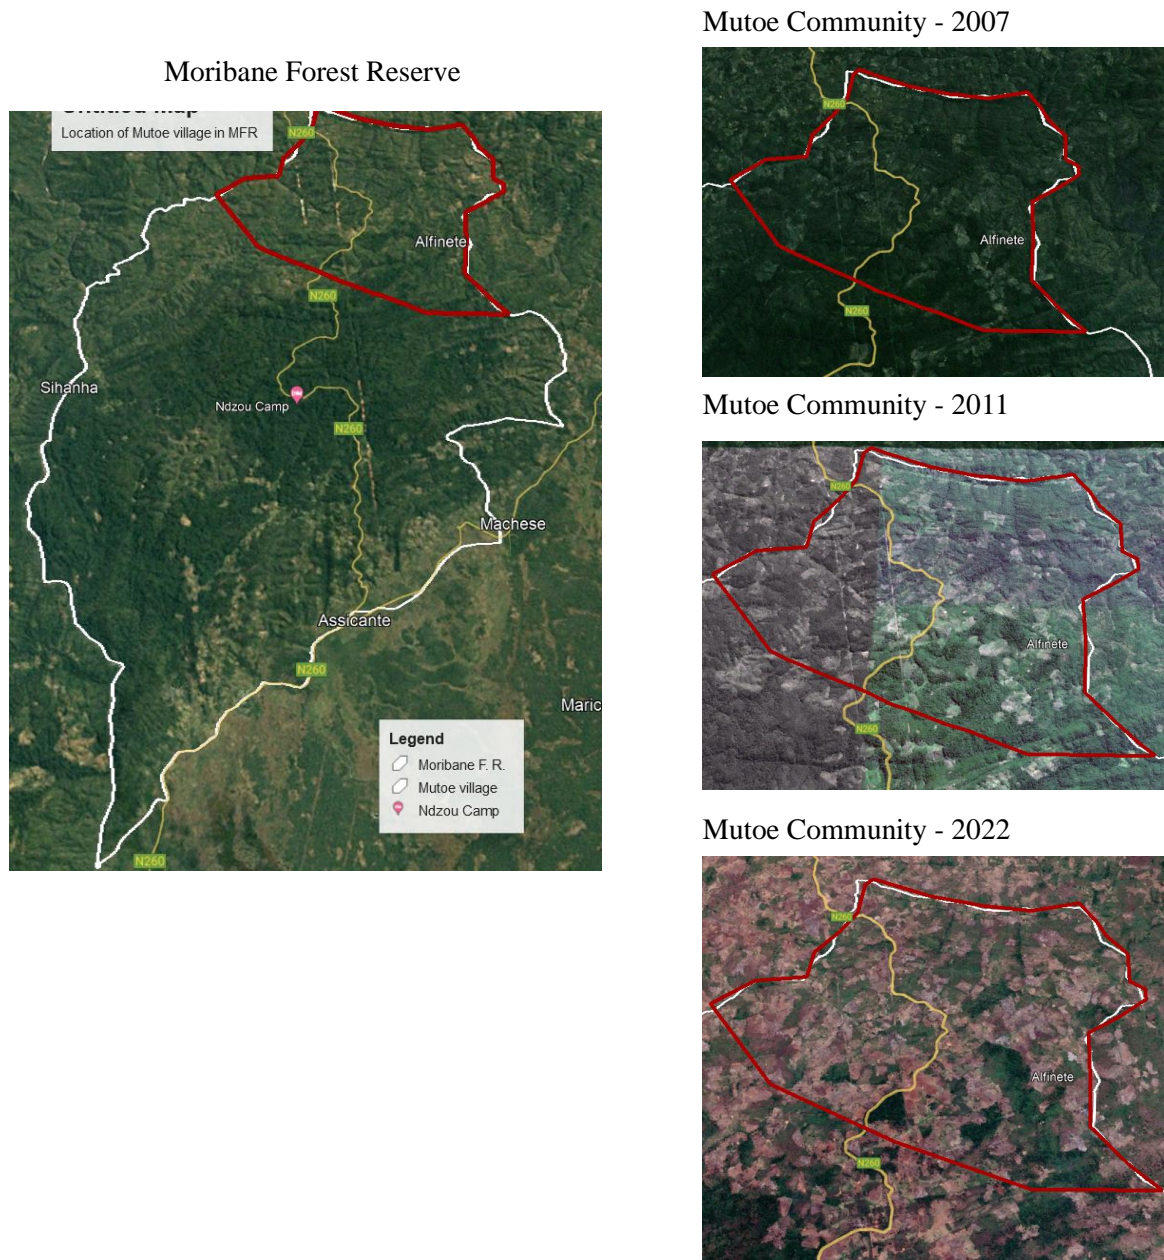 Moribane Forest Reserve
Untitled Map
Location of Mutoe village in MFR
N260
Alfinete
N260
Sihanha
Ndzou Camp
N260
Machese
Assicante
N260
Maric
Legend
Moribane F. R.
Mutoe village
Ndzou Camp
N260
Mutoe Community - 2007
N260
Alfinete
N260
Mutoe Community - 2011
N260
Alfinete
N260
Mutoe Community - 2022
N260
Alfinete
N260